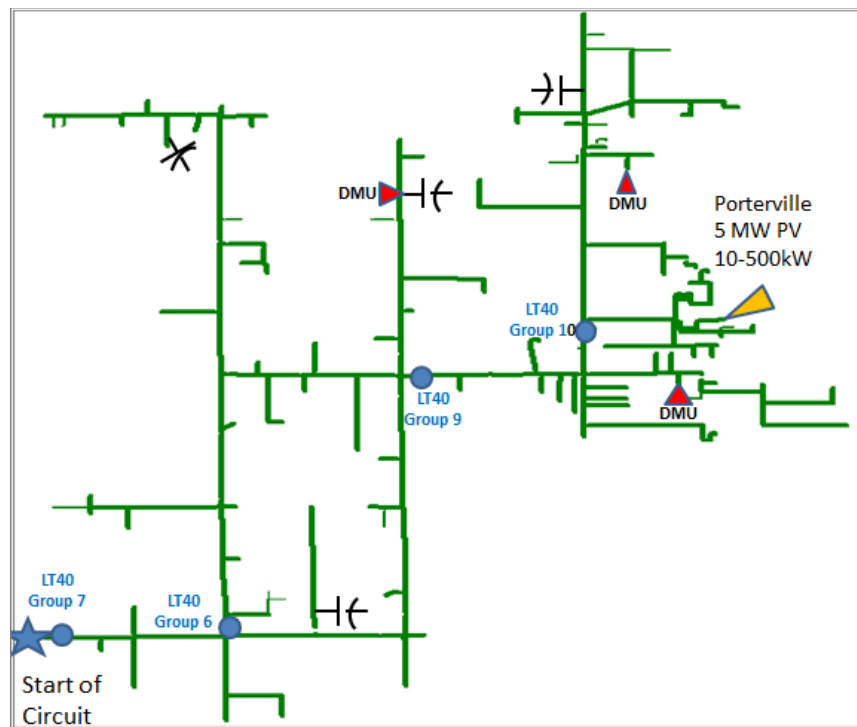 DMU
DMU
Porterville
5 MW PV
10-500kW
LT40
Group 10
LT40
Group 9
DMU
LT40
Group 7
LT40
Group 6
Start of
Circuit